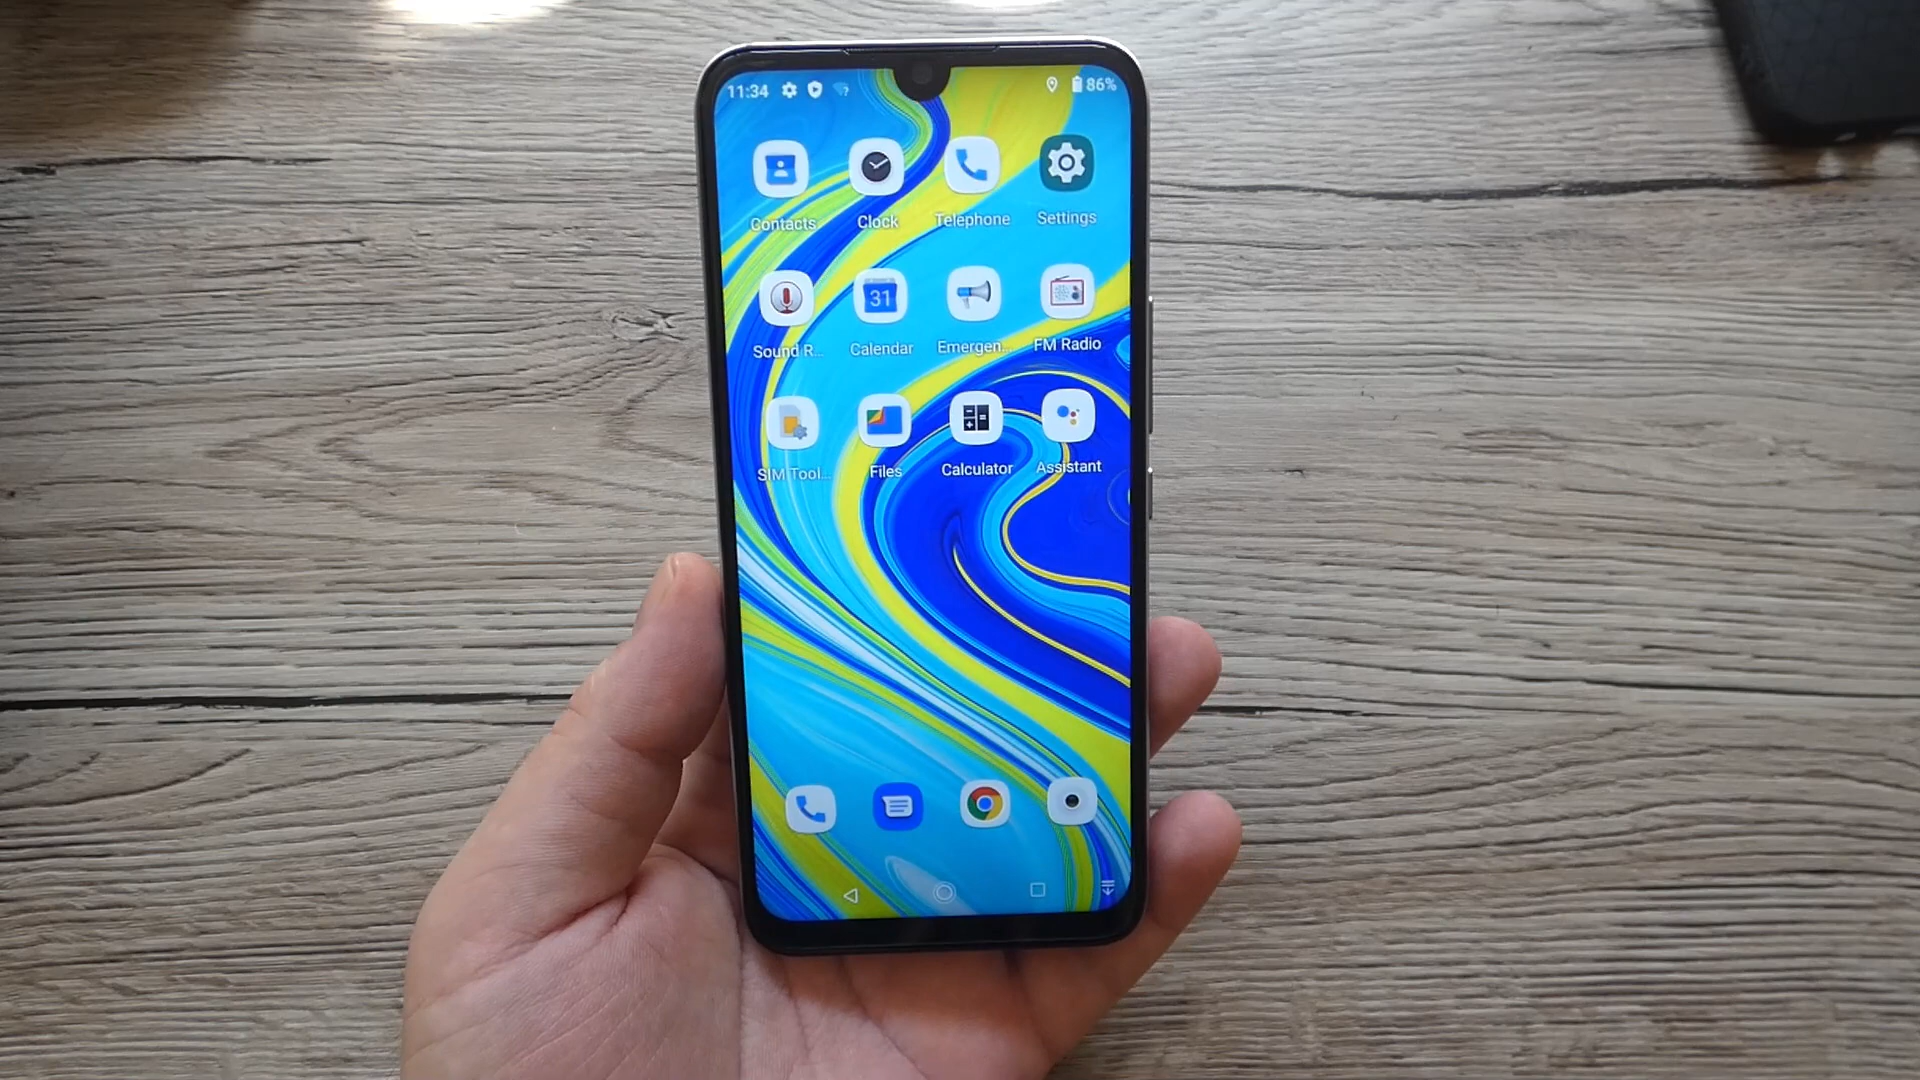 11:34 86%
Contacts Clock Telephone Settings
31
Sound R... Calendar Emergen... FM Radio
SIM Tool... Files Calculator Assistant